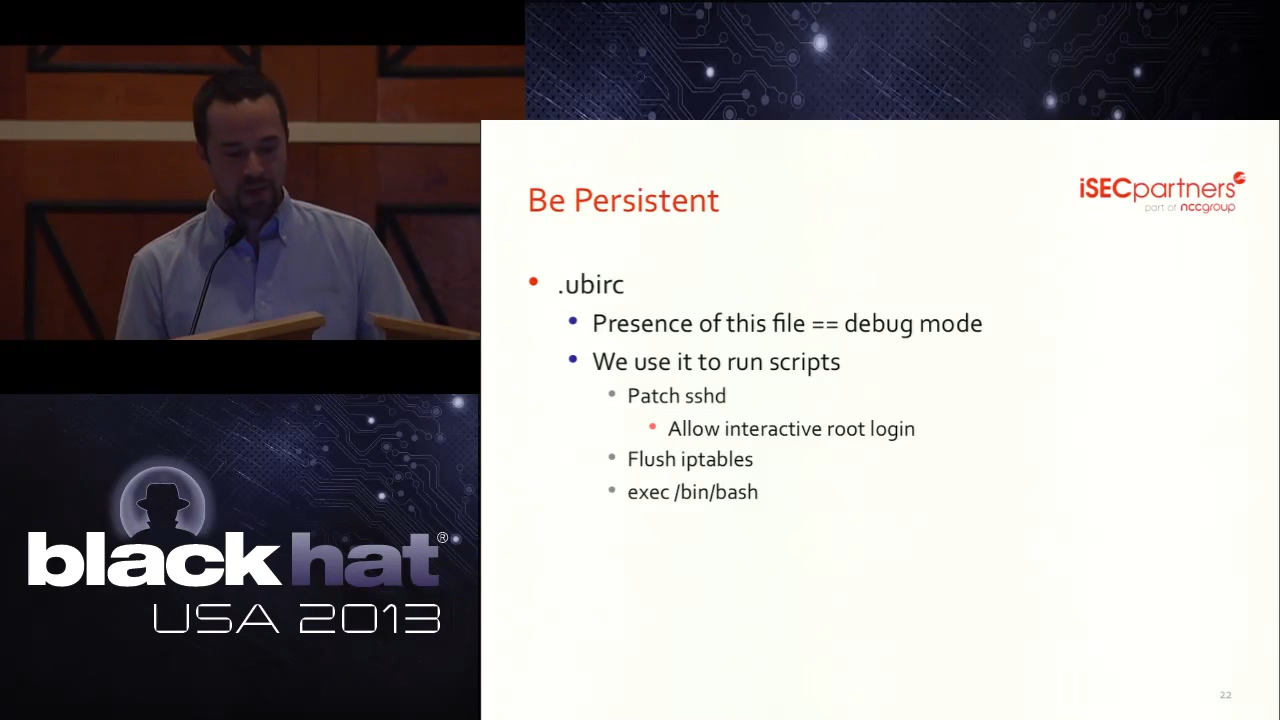 Be Persistent
iSECpartners
part of nccgroup
.ubirc
Presence of this file == debug mode
We use it to run scripts
Patch sshd
Allow interactive root login
Flush iptables
exec /bin/bash
blackhat®
USA 2013
22